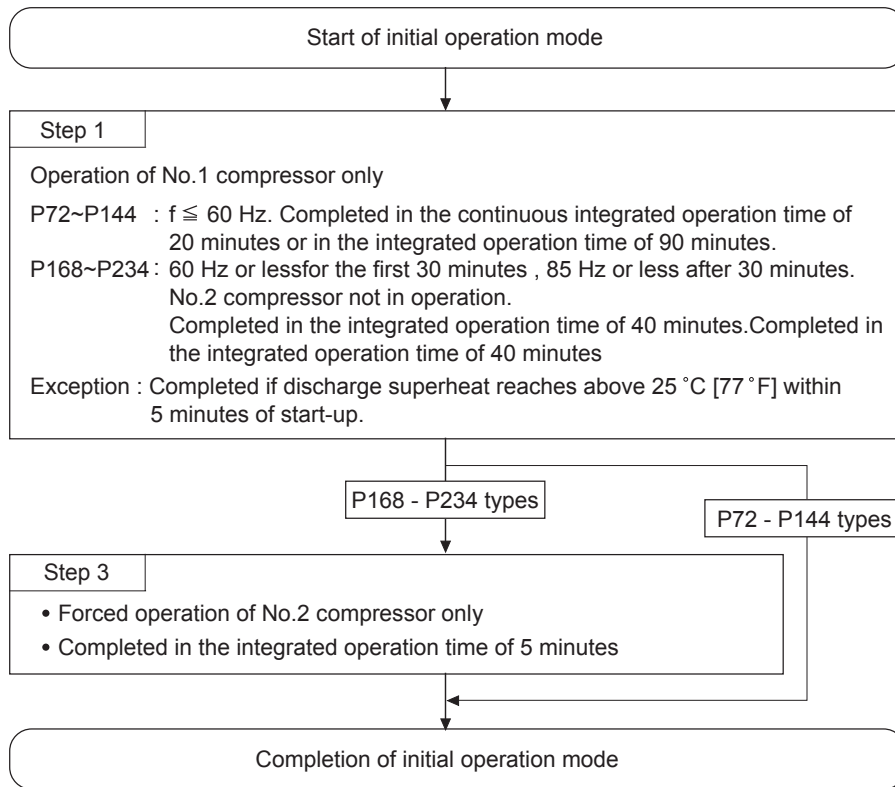 Start of initial operation mode
Step 1
Operation of No.1 compressor only
P72~P144 : f ≦ 60 Hz. Completed in the continuous integrated operation time of
20 minutes or in the integrated operation time of 90 minutes.
P168~P234 : 60 Hz or lessfor the first 30 minutes , 85 Hz or less after 30 minutes.
No.2 compressor not in operation.
Completed in the integrated operation time of 40 minutes.Completed in
the integrated operation time of 40 minutes
Exception : Completed if discharge superheat reaches above 25 °C [77 °F] within
5 minutes of start-up.
P168 - P234 types
P72 - P144 types
Step 3
• Forced operation of No.2 compressor only
• Completed in the integrated operation time of 5 minutes
Completion of initial operation mode